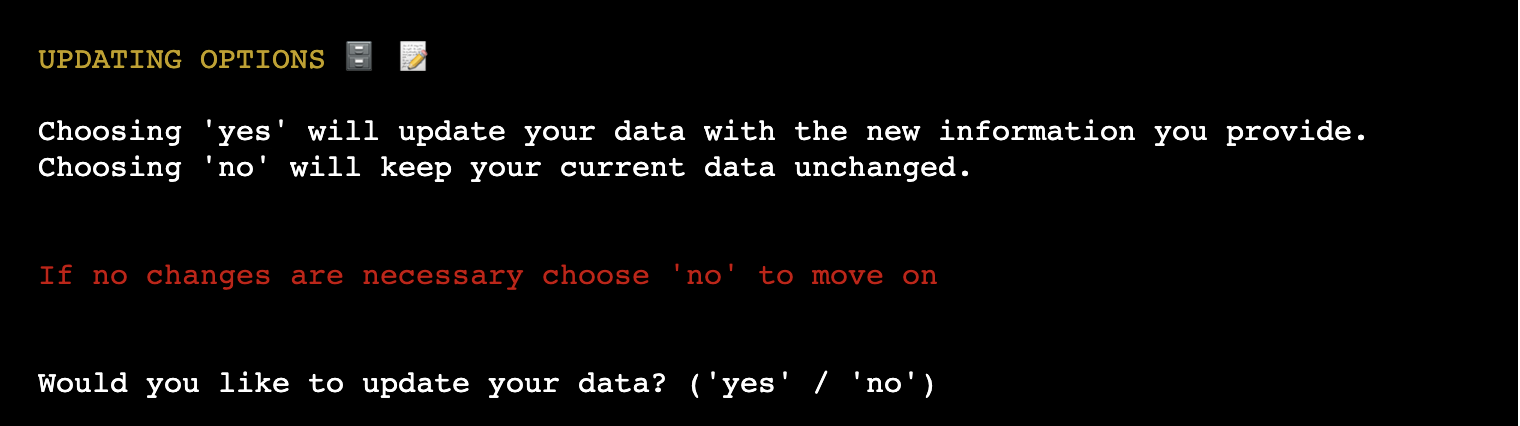 UPDATING OPTIONS 🗄️ 📝
Choosing 'yes' will update your data with the new information you provide.
Choosing 'no' will keep your current data unchanged.
If no changes are necessary choose 'no' to move on
Would you like to update your data? ('yes' / 'no')